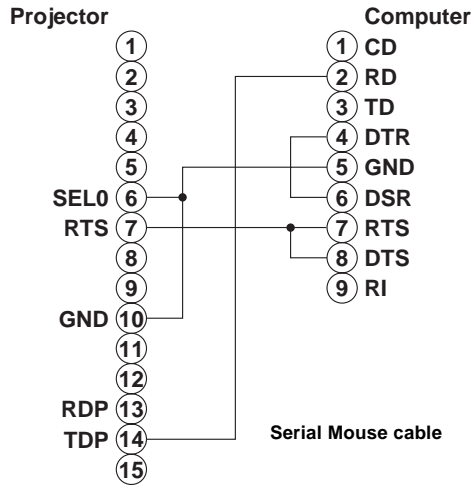 Projector
Computer
1
2
3
4
5
SEL0 6
RTS 7
8
9
GND 10
11
12
RDP 13
TDP 14
15
1 CD
2 RD
3 TD
4 DTR
5 GND
6 DSR
7 RTS
8 DTS
9 RI
Serial Mouse cable